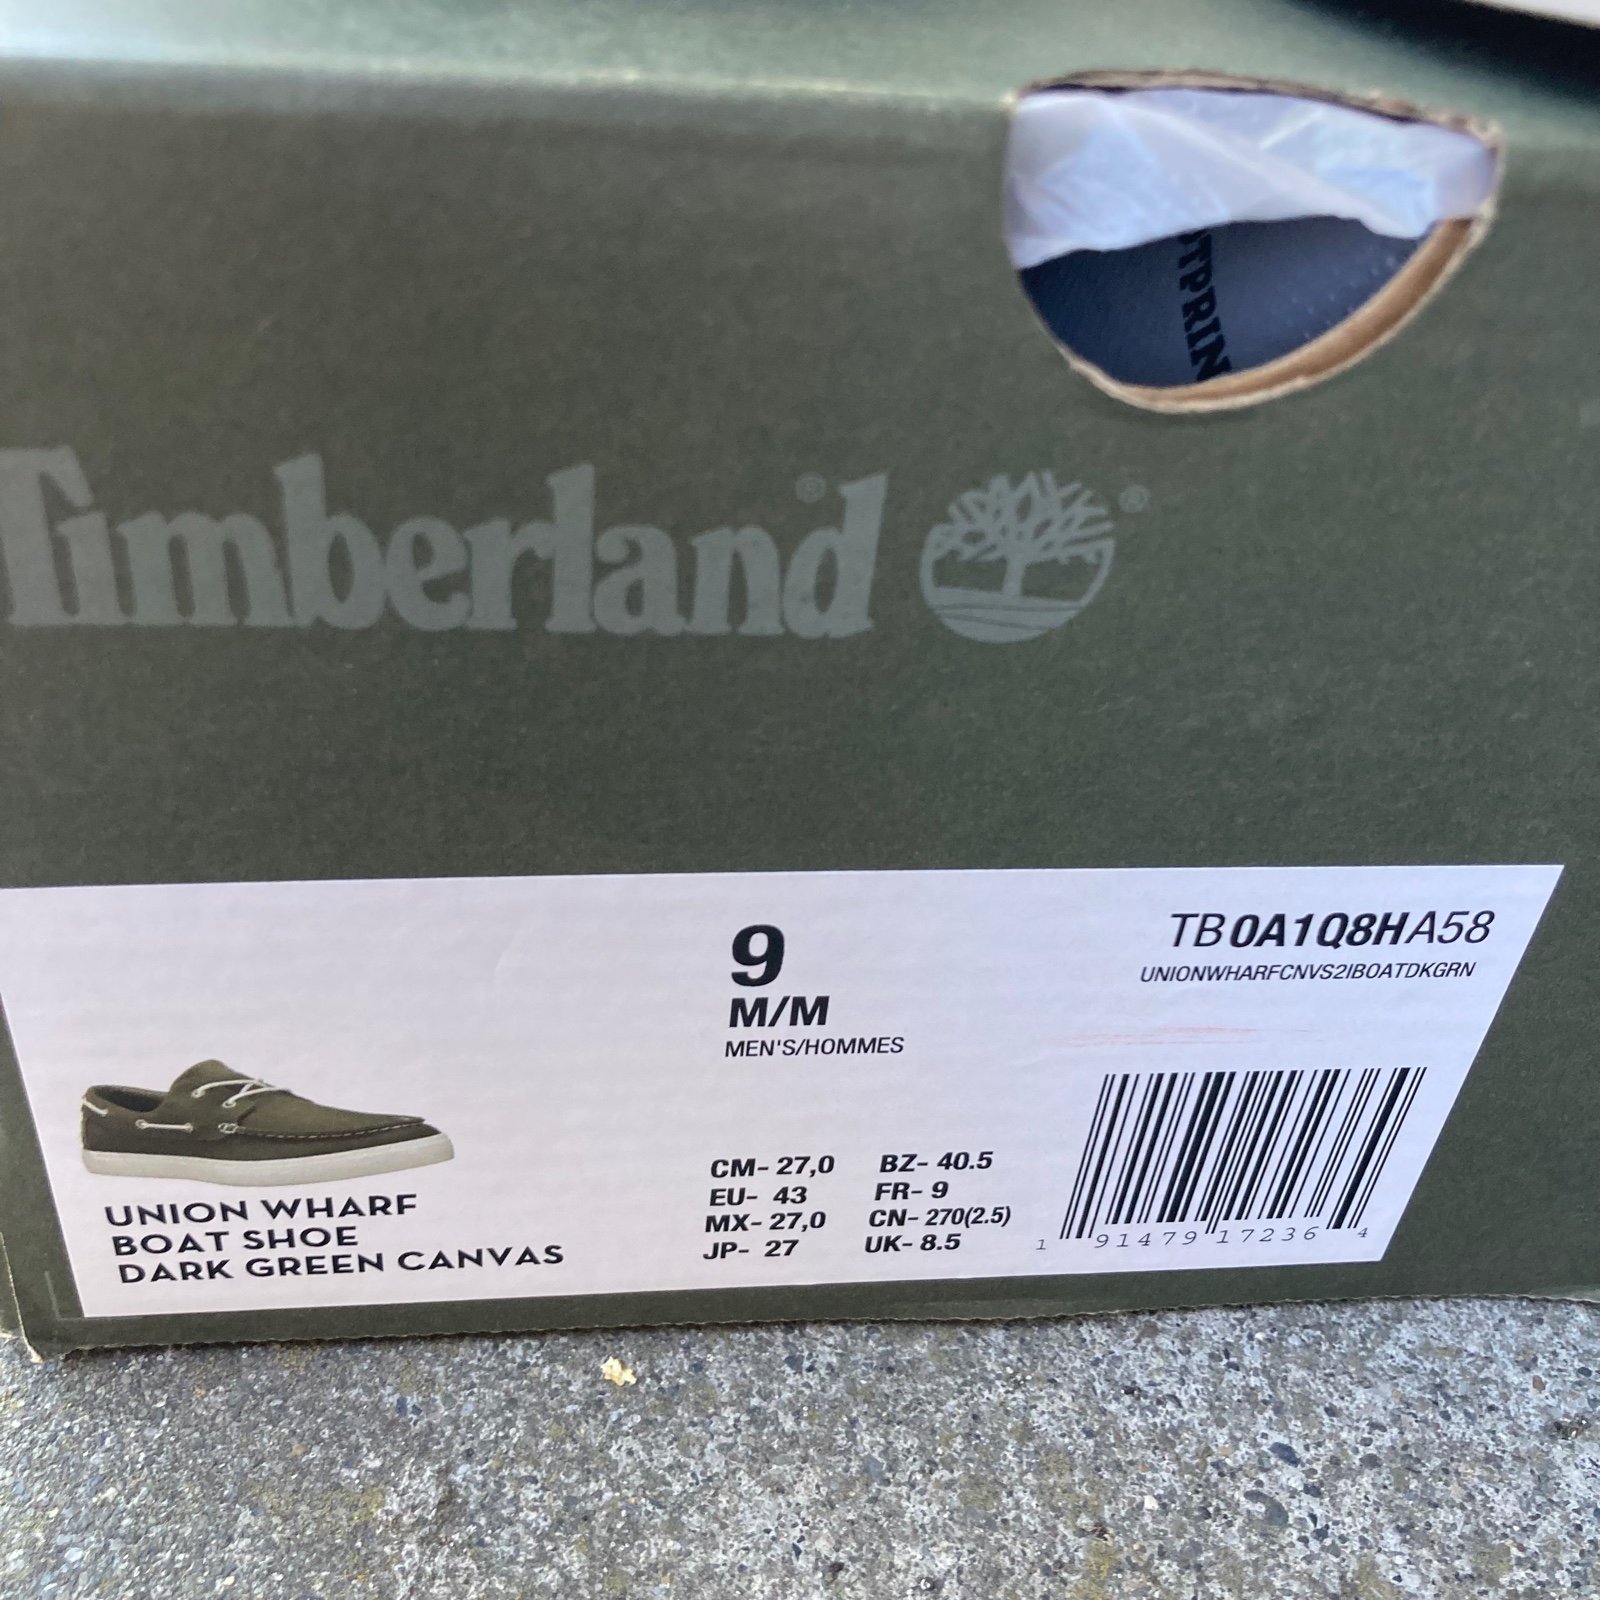 TPRIN
Timberland®
®
9
M/M
MEN'S/HOMMES
TB0A1Q8HA58
UNIONWHARFCNVS2IBOATDKGRN
UNION WHARF
BOAT SHOE
DARK GREEN CANVAS
CM- 27,0 BZ- 40.5
EU- 43 FR- 9
MX- 27,0 CN- 270(2.5)
JP- 27 UK- 8.5
1 91479 17236 4